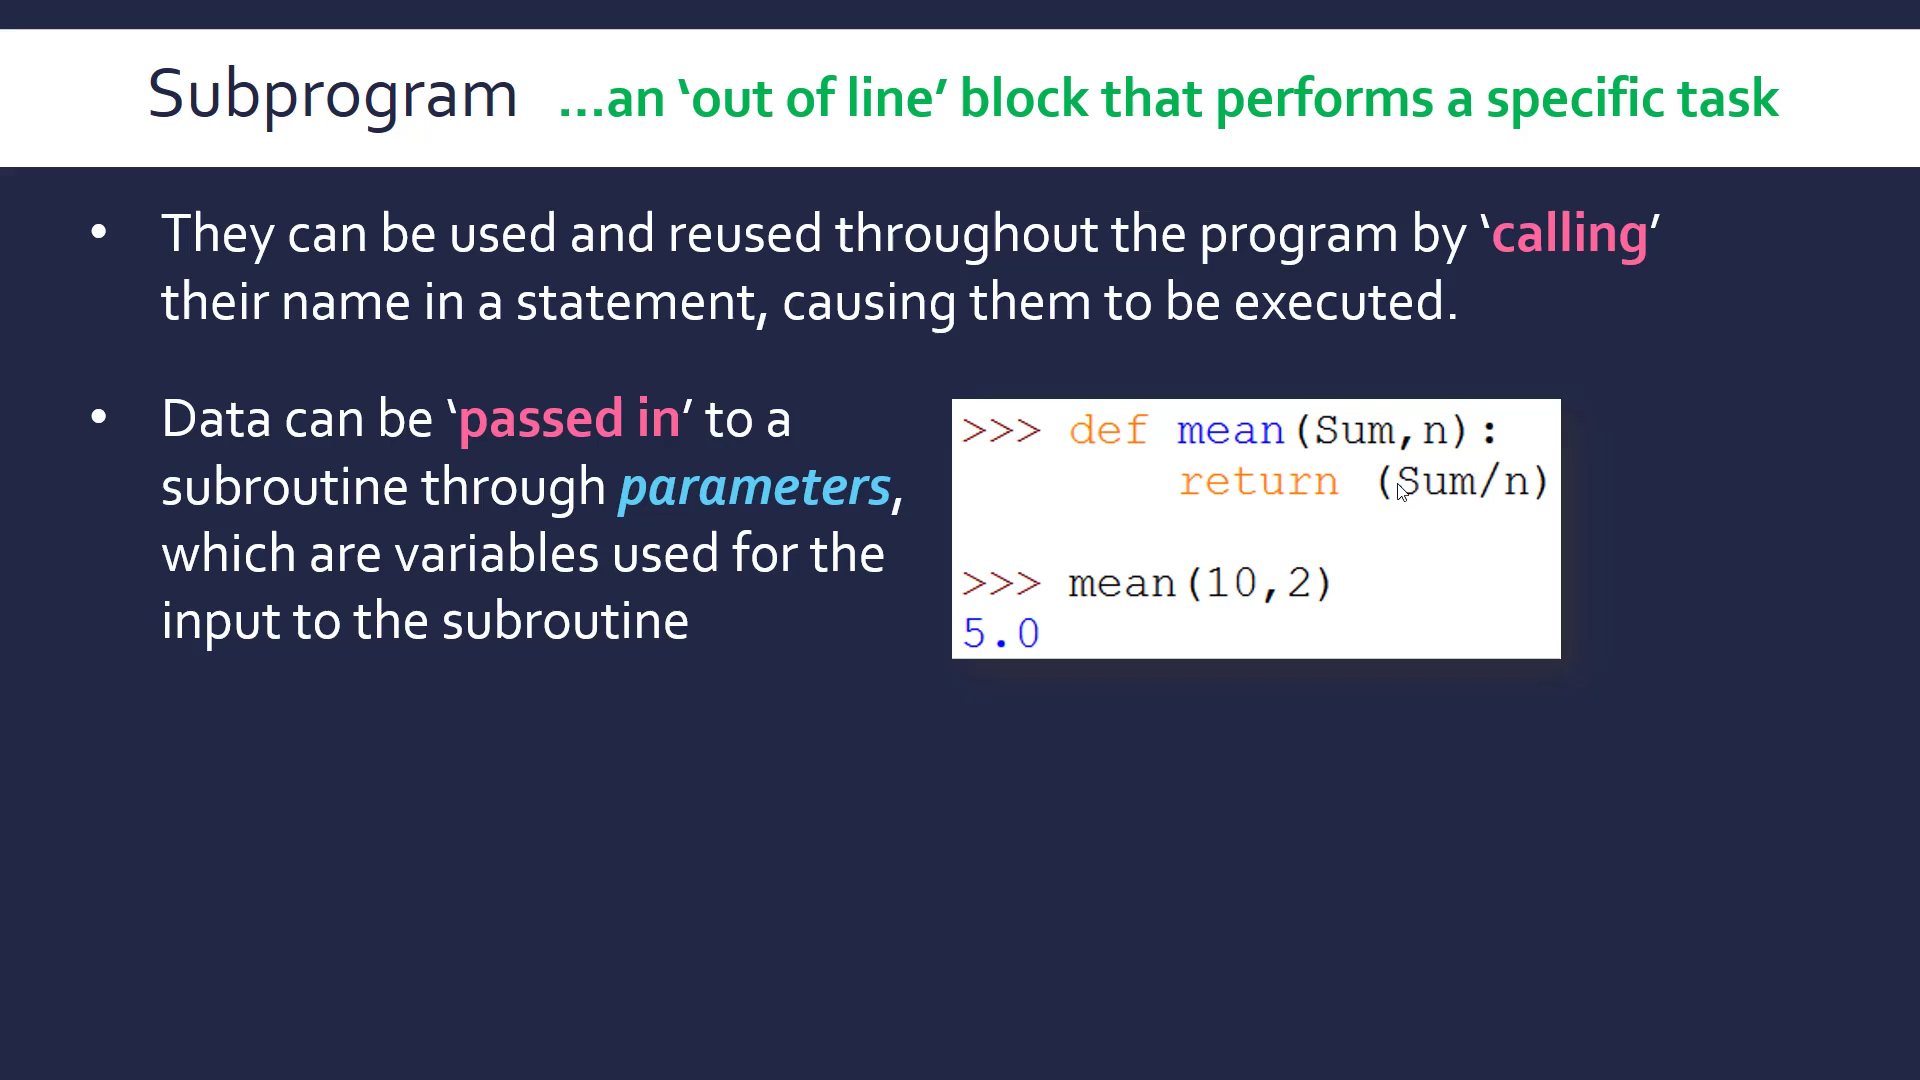 Subprogram …an ‘out of line’ block that performs a specific task
• They can be used and reused throughout the program by ‘calling’
their name in a statement, causing them to be executed.
• Data can be ‘passed in’ to a
subroutine through parameters,
which are variables used for the
input to the subroutine
>>> def mean(Sum,n):
return (Sum/n)
>>> mean(10,2)
5.0